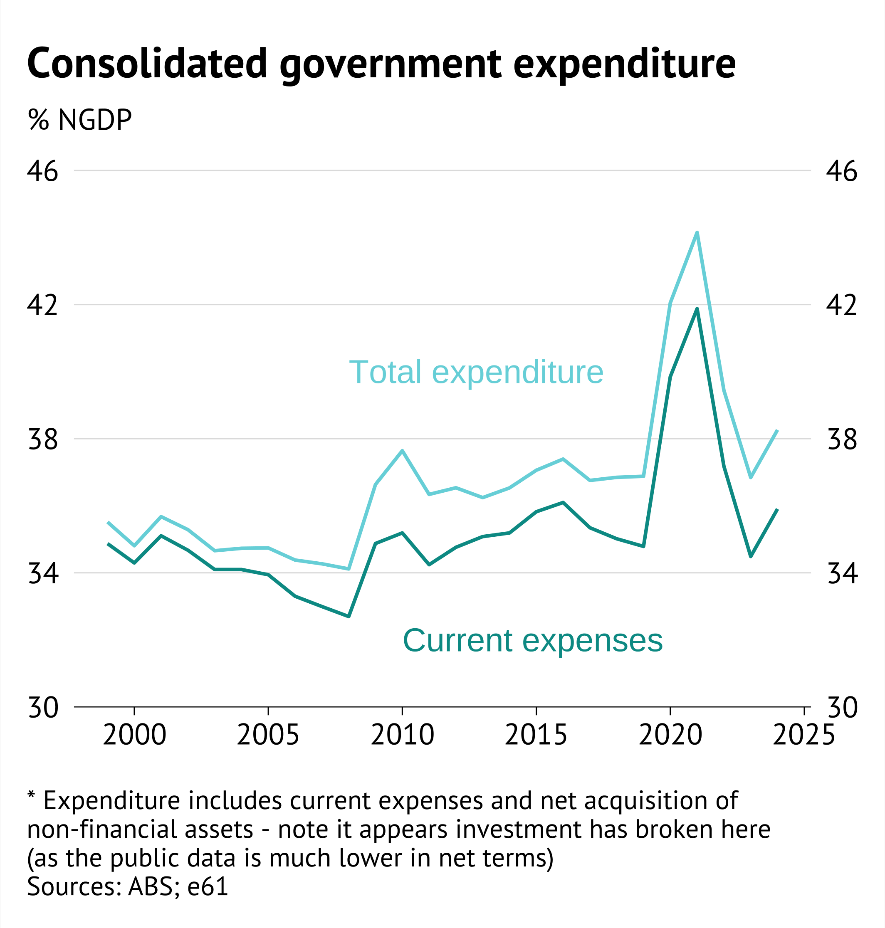 Consolidated government expenditure
% NGDP
46 46
42 42
Total expenditure
38 38
34 34
Current expenses
30 30
2000 2005 2010 2015 2020 2025
* Expenditure includes current expenses and net acquisition of
non-financial assets - note it appears investment has broken here
(as the public data is much lower in net terms)
Sources: ABS; e61